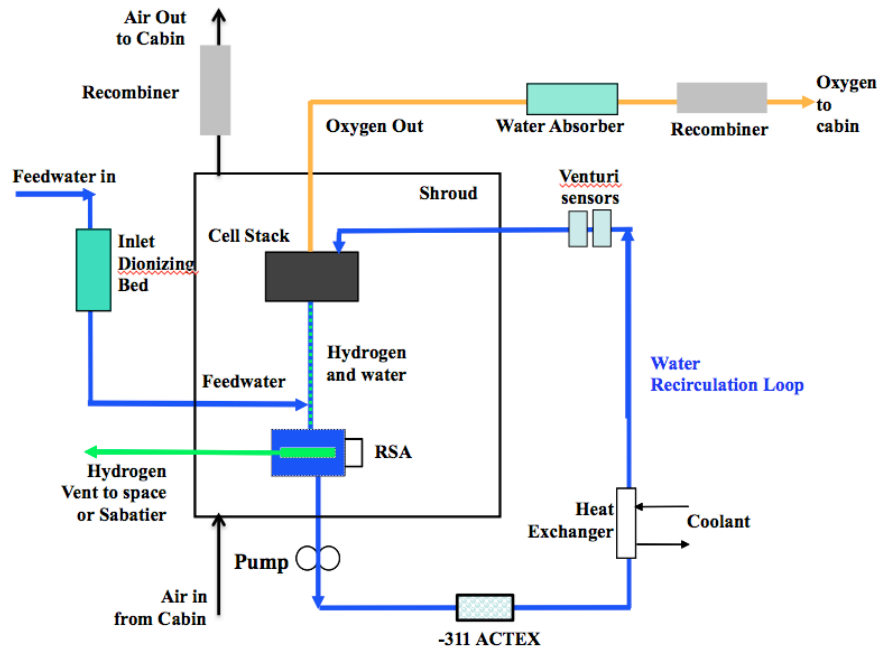 Air Out
to Cabin
Recombiner
Oxygen Out
Water Absorber
Recombiner
Oxygen
to
cabin
Feedwater in
Shroud
Venturi
sensors
Cell Stack
Inlet
Dionizing
Bed
Hydrogen
and water
Feedwater
Water
Recirculation Loop
RSA
Hydrogen
Vent to space
or Sabatier
Heat
Exchanger
Coolant
Pump
Air in
from Cabin
-311 ACTEX